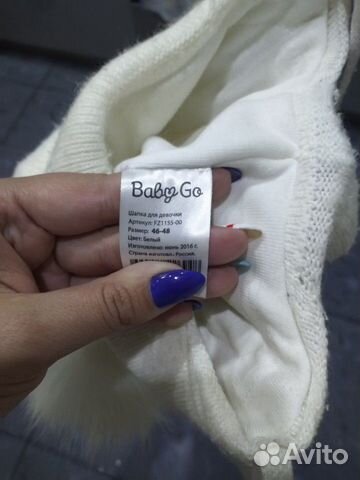 Baby Go
Шапка для девочки
Артикул: FZ1155-00
Размер: 46-48
Цвет: Белый
Изготовлено: июнь 2016 г.
Страна изготовл.: Россия.
Avito